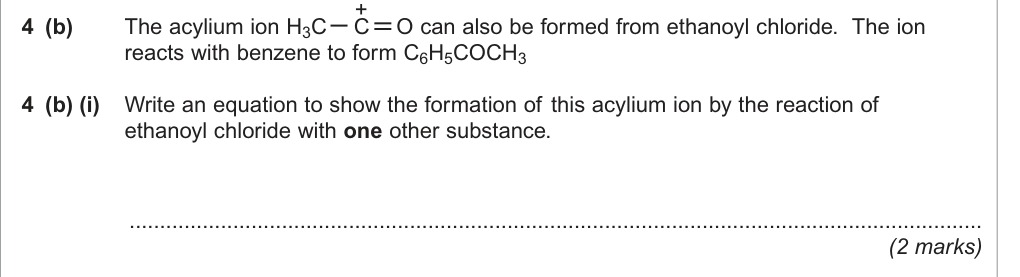 4 (b) The acylium ion H₃C—C⁺=O can also be formed from ethanoyl chloride. The ion
reacts with benzene to form C₆H₅COCH₃
4 (b) (i) Write an equation to show the formation of this acylium ion by the reaction of
ethanoyl chloride with one other substance.
(2 marks)